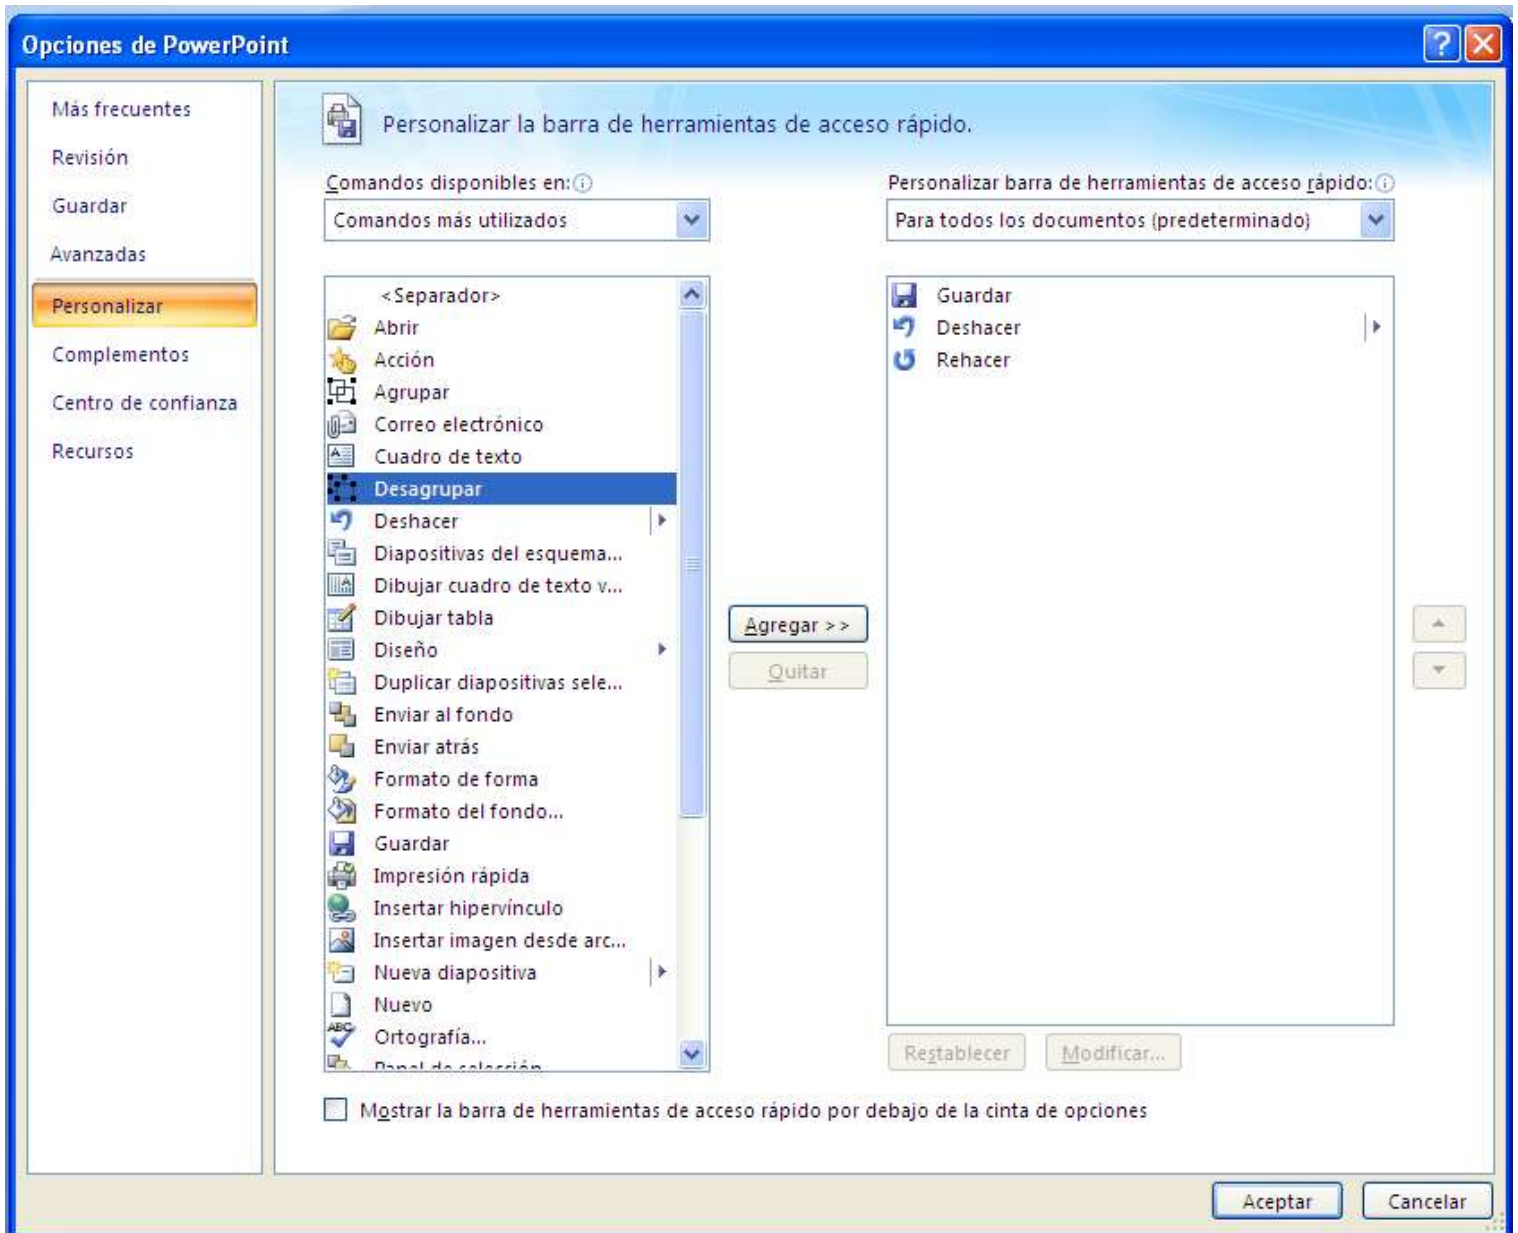 Opciones de PowerPoint
Más frecuentes
Revisión
Guardar
Avanzadas
Personalizar
Complementos
Centro de confianza
Recursos
Personalizar la barra de herramientas de acceso rápido.
Comandos disponibles en:
Comandos más utilizados
<Separador>
Abrir
Acción
Agrupar
Correo electrónico
Cuadro de texto
Desagrupar
Deshacer
Diapositivas del esquema...
Dibujar cuadro de texto v...
Dibujar tabla
Diseño
Duplicar diapositivas sele...
Enviar al fondo
Enviar atrás
Formato de forma
Formato del fondo...
Guardar
Impresión rápida
Insertar hipervínculo
Insertar imagen desde arc...
Nueva diapositiva
Nuevo
Ortografía...
Panel de selección
Agregar >>
Quitar
Personalizar barra de herramientas de acceso rápido:
Para todos los documentos (predeterminado)
Guardar
Deshacer
Rehacer
Restablecer
Modificar...
Mostrar la barra de herramientas de acceso rápido por debajo de la cinta de opciones
Aceptar
Cancelar